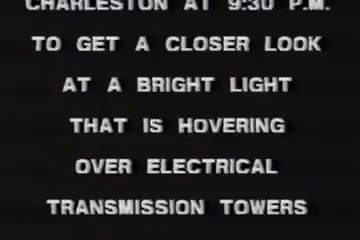 CHARLESTON AT 9:30 P.M.
TO GET A CLOSER LOOK
AT A BRIGHT LIGHT
THAT IS HOVERING
OVER ELECTRICAL
TRANSMISSION TOWERS